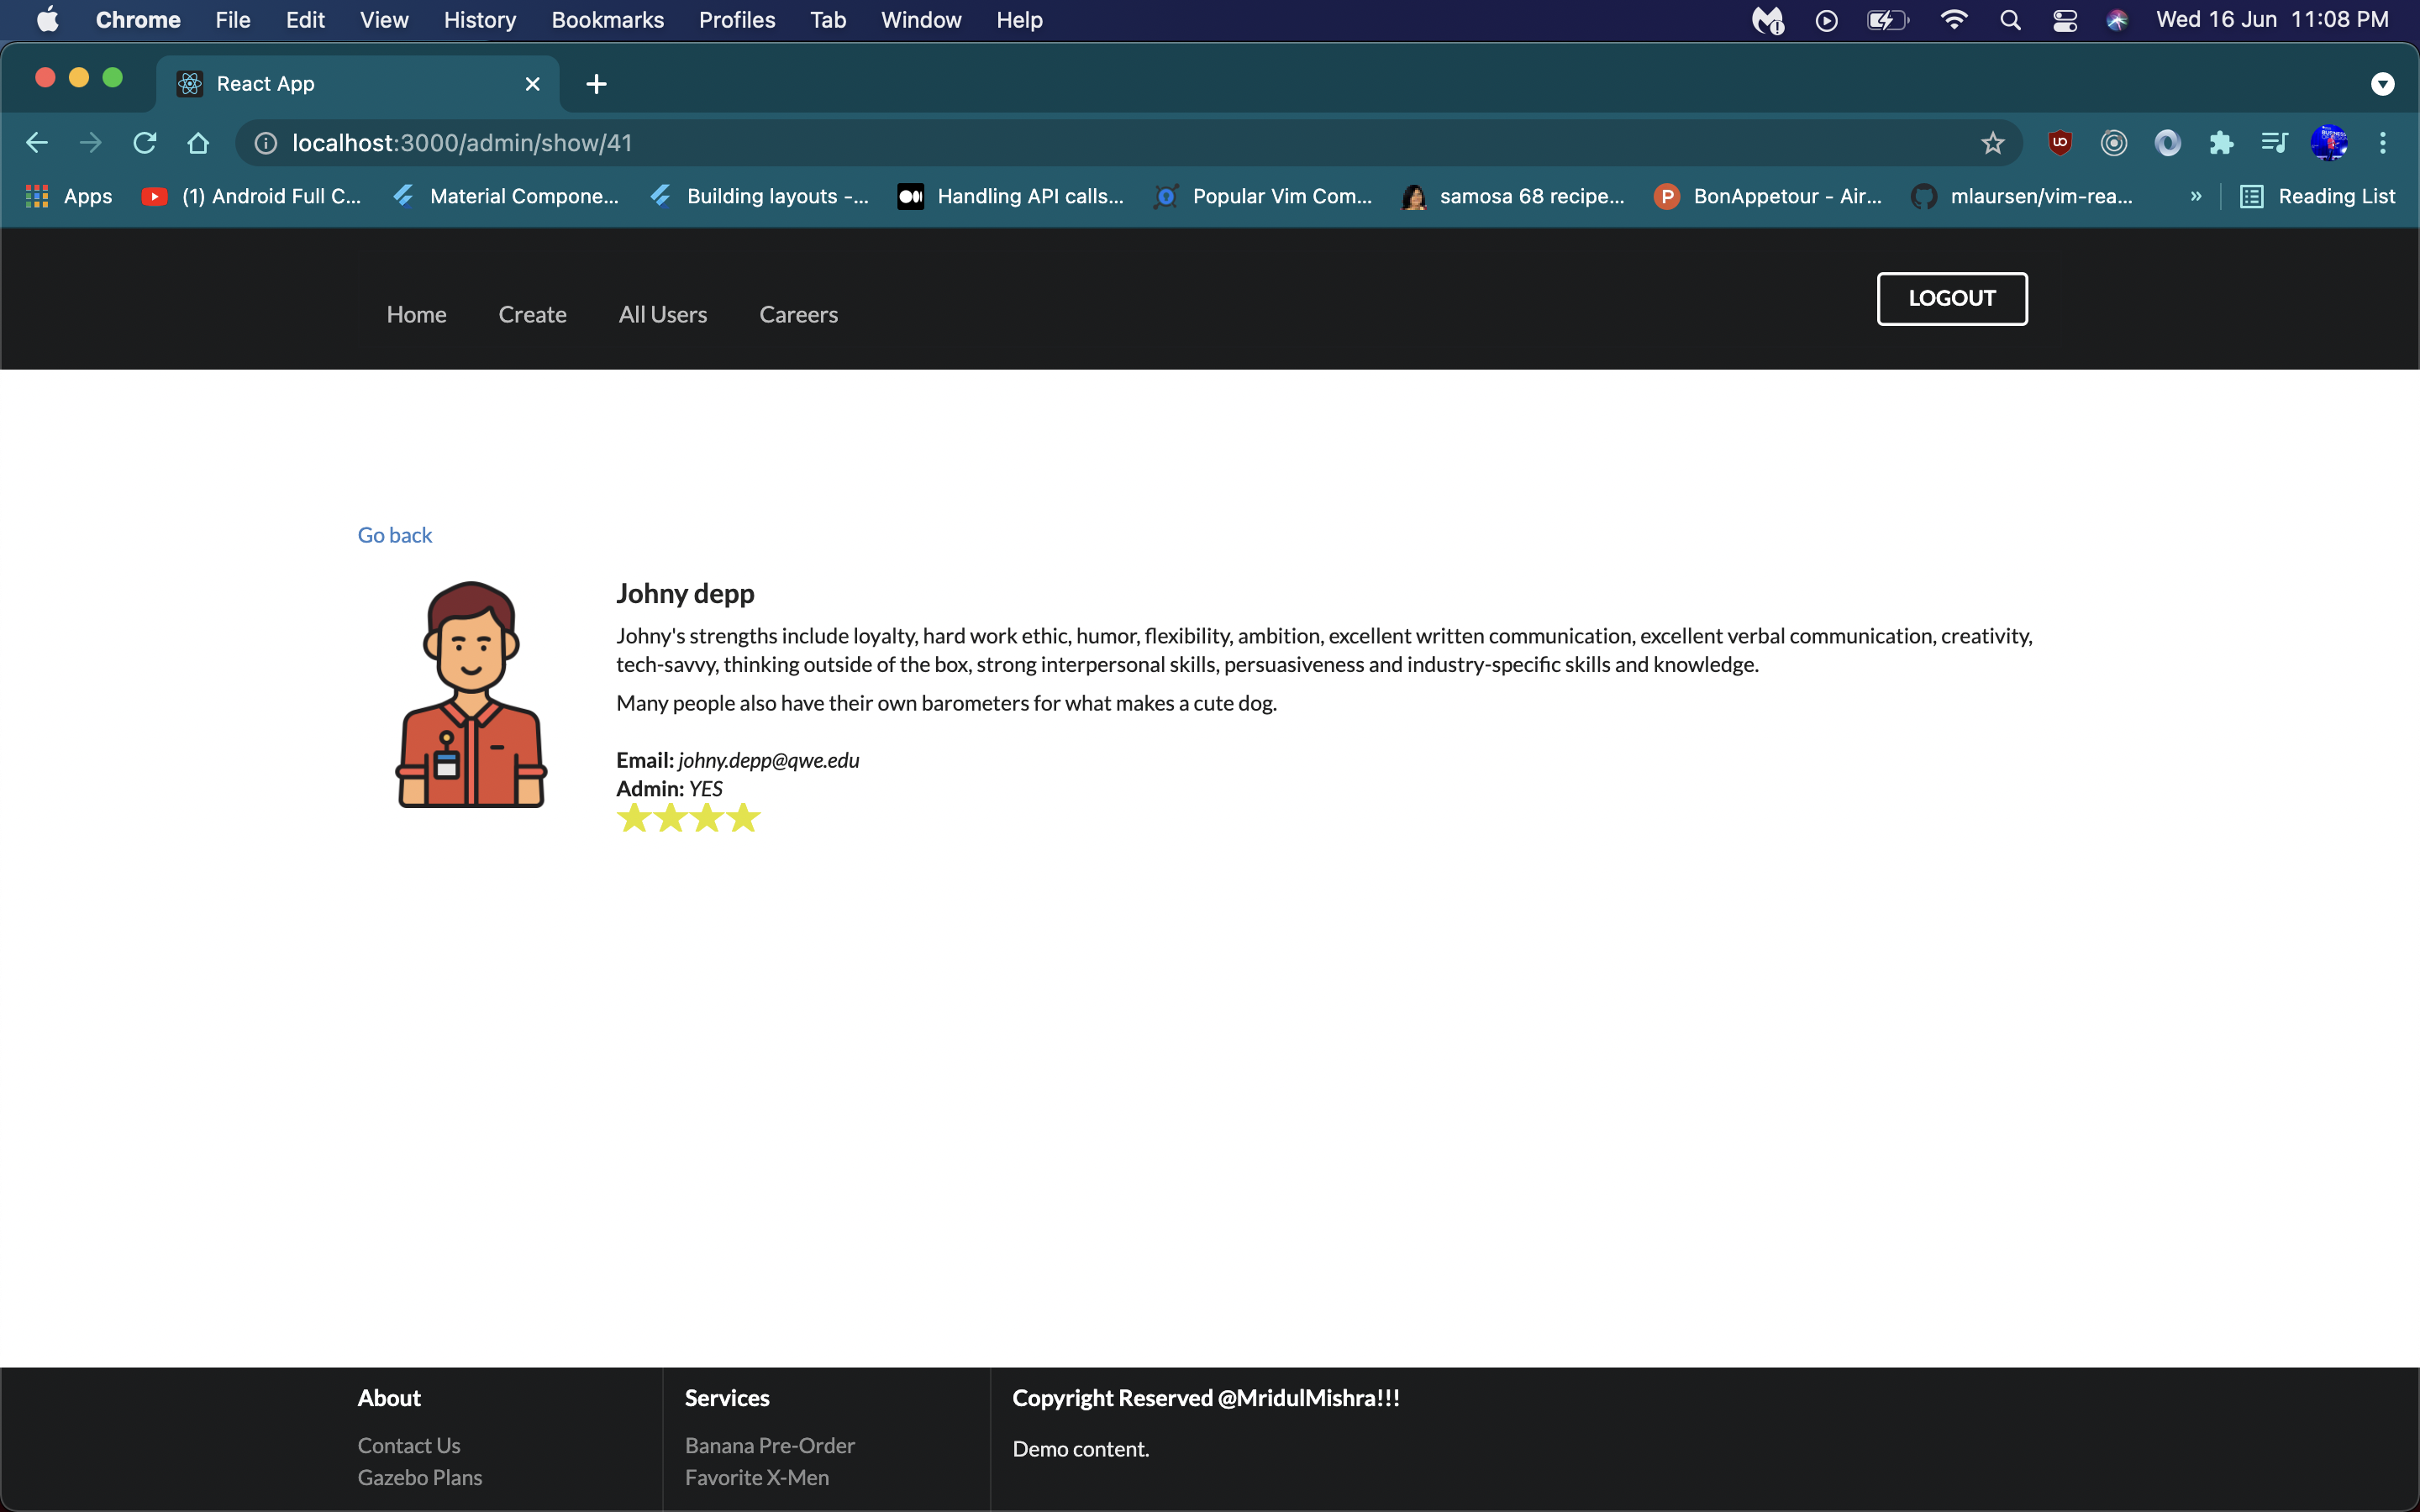 Chrome File Edit View History Bookmarks Profiles Tab Window Help Wed 16 Jun 11:08 PM
React App
localhost:3000/admin/show/41
Apps (1) Android Full C... Material Compone... Building layouts -... Handling API calls... Popular Vim Com... samosa 68 recipe... BonAppetour - Air... mlaursen/vim-rea... » Reading List
Home Create All Users Careers LOGOUT
Go back
Johny depp
Johny's strengths include loyalty, hard work ethic, humor, flexibility, ambition, excellent written communication, excellent verbal communication, creativity,
tech-savvy, thinking outside of the box, strong interpersonal skills, persuasiveness and industry-specific skills and knowledge.
Many people also have their own barometers for what makes a cute dog.
Email: johny.depp@qwe.edu
Admin: YES
About Services Copyright Reserved @MridulMishra!!!
Contact Us Banana Pre-Order Demo content.
Gazebo Plans Favorite X-Men